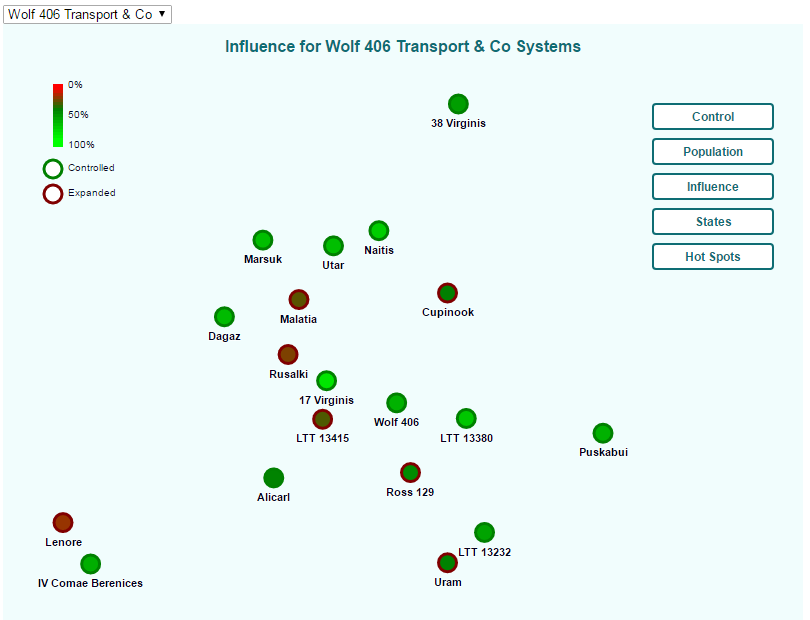 Wolf 406 Transport & Co
Influence for Wolf 406 Transport & Co Systems
0%
50%
100%
Controlled
Expanded
Control
Population
Influence
States
Hot Spots
38 Virginis
Marsuk
Utar
Naitis
Malatia
Cupinook
Dagaz
Rusalki
17 Virginis
LTT 13415
Wolf 406
LTT 13380
Puskabui
Alicarl
Ross 129
Lenore
LTT 13232
IV Comae Berenices
Uram